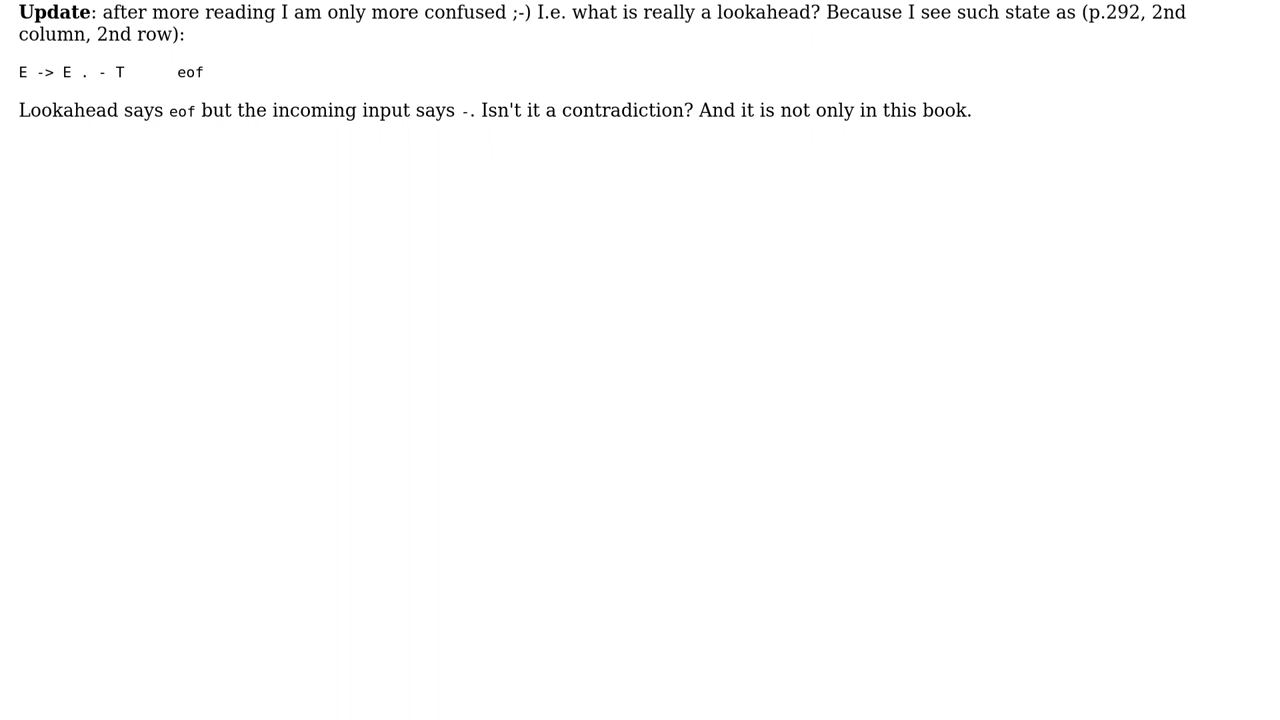 Update: after more reading I am only more confused ;-) I.e. what is really a lookahead? Because I see such state as (p.292, 2nd
column, 2nd row):
E -> E . - T      eof
Lookahead says eof but the incoming input says -. Isn't it a contradiction? And it is not only in this book.